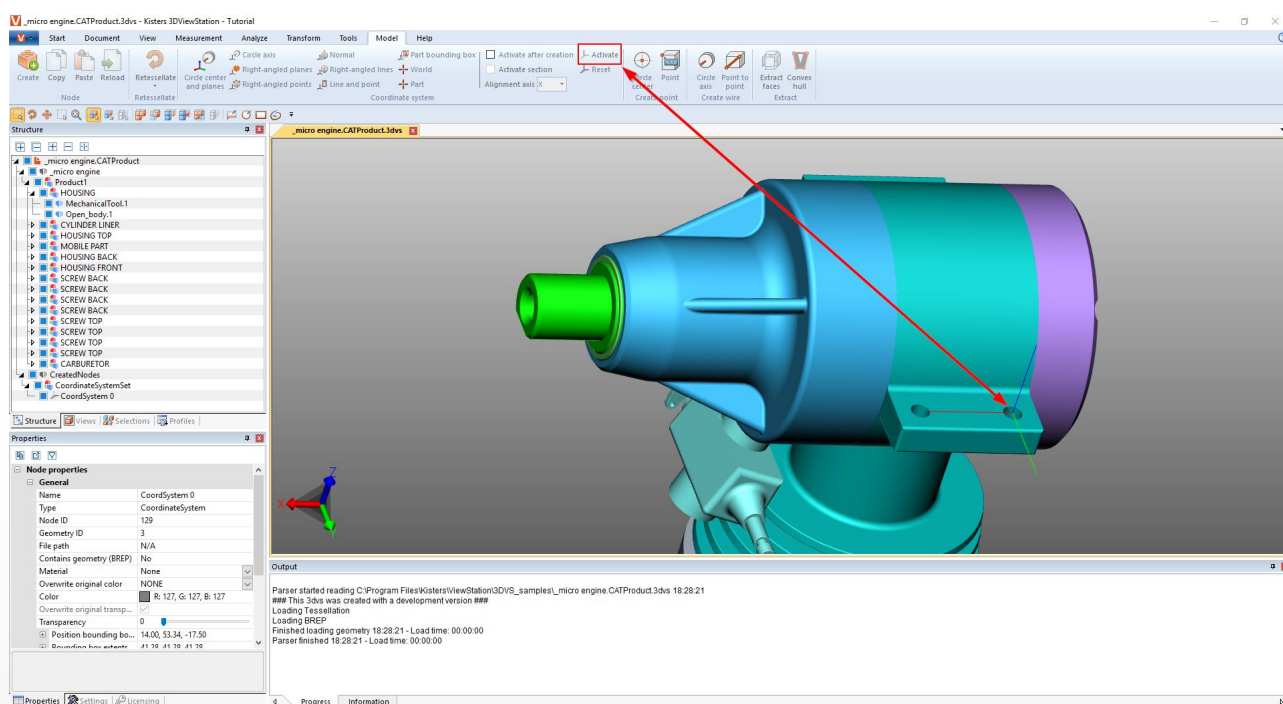 _micro engine.CATProduct.3dvs - Kisters 3DViewStation - Tutorial
Start Document View Measurement Analyze Transform Tools Model Help
Create Copy Paste Reload
Node
Retessellate
Retessellate
Circle center and planes
Circle axis
Right-angled planes
Right-angled points
Normal
Right-angled lines
Line and point
Part bounding box
World
Part
Activate after creation
Activate section
Alignment axis X
Activate
Reset
Coordinate system
Circle center
Point
Create point
Circle axis
Point to point
Create wire
Extract faces
Convex hull
Extract
Structure
_micro engine.CATProduct.3dvs
_micro engine.CATProduct
_micro engine
Product1
HOUSING
MechanicalTool.1
Open_body.1
CYLINDER LINER
HOUSING TOP
MOBILE PART
HOUSING BACK
HOUSING FRONT
SCREW BACK
SCREW BACK
SCREW BACK
SCREW BACK
SCREW TOP
SCREW TOP
SCREW TOP
SCREW TOP
CARBURETOR
CreatedNodes
CoordinateSystemSet
CoordSystem 0
Structure Views Selections Profiles
Properties
Node properties
General
Name CoordSystem 0
Type CoordinateSystem
Node ID 129
Geometry ID 3
File path N/A
Contains geometry (BREP) No
Material None
Overwrite original color NONE
Color R: 127, G: 127, B: 127
Overwrite original transp...
Transparency 0
Position bounding bo... 14.00, 53.34, -17.50
Rounding box extents 41.28, 41.28, 41.28
Properties Settings Licensing
X
Z
Y
Output
Parser started reading C:\Program Files\Kisters\ViewStation\3DVS_samples\_micro engine.CATProduct.3dvs 18:28:21
### This 3dvs was created with a development version ###
Loading Tessellation
Loading BREP
Finished loading geometry 18:28:21 - Load time: 00:00:00
Parser finished 18:28:21 - Load time: 00:00:00
Progress Information